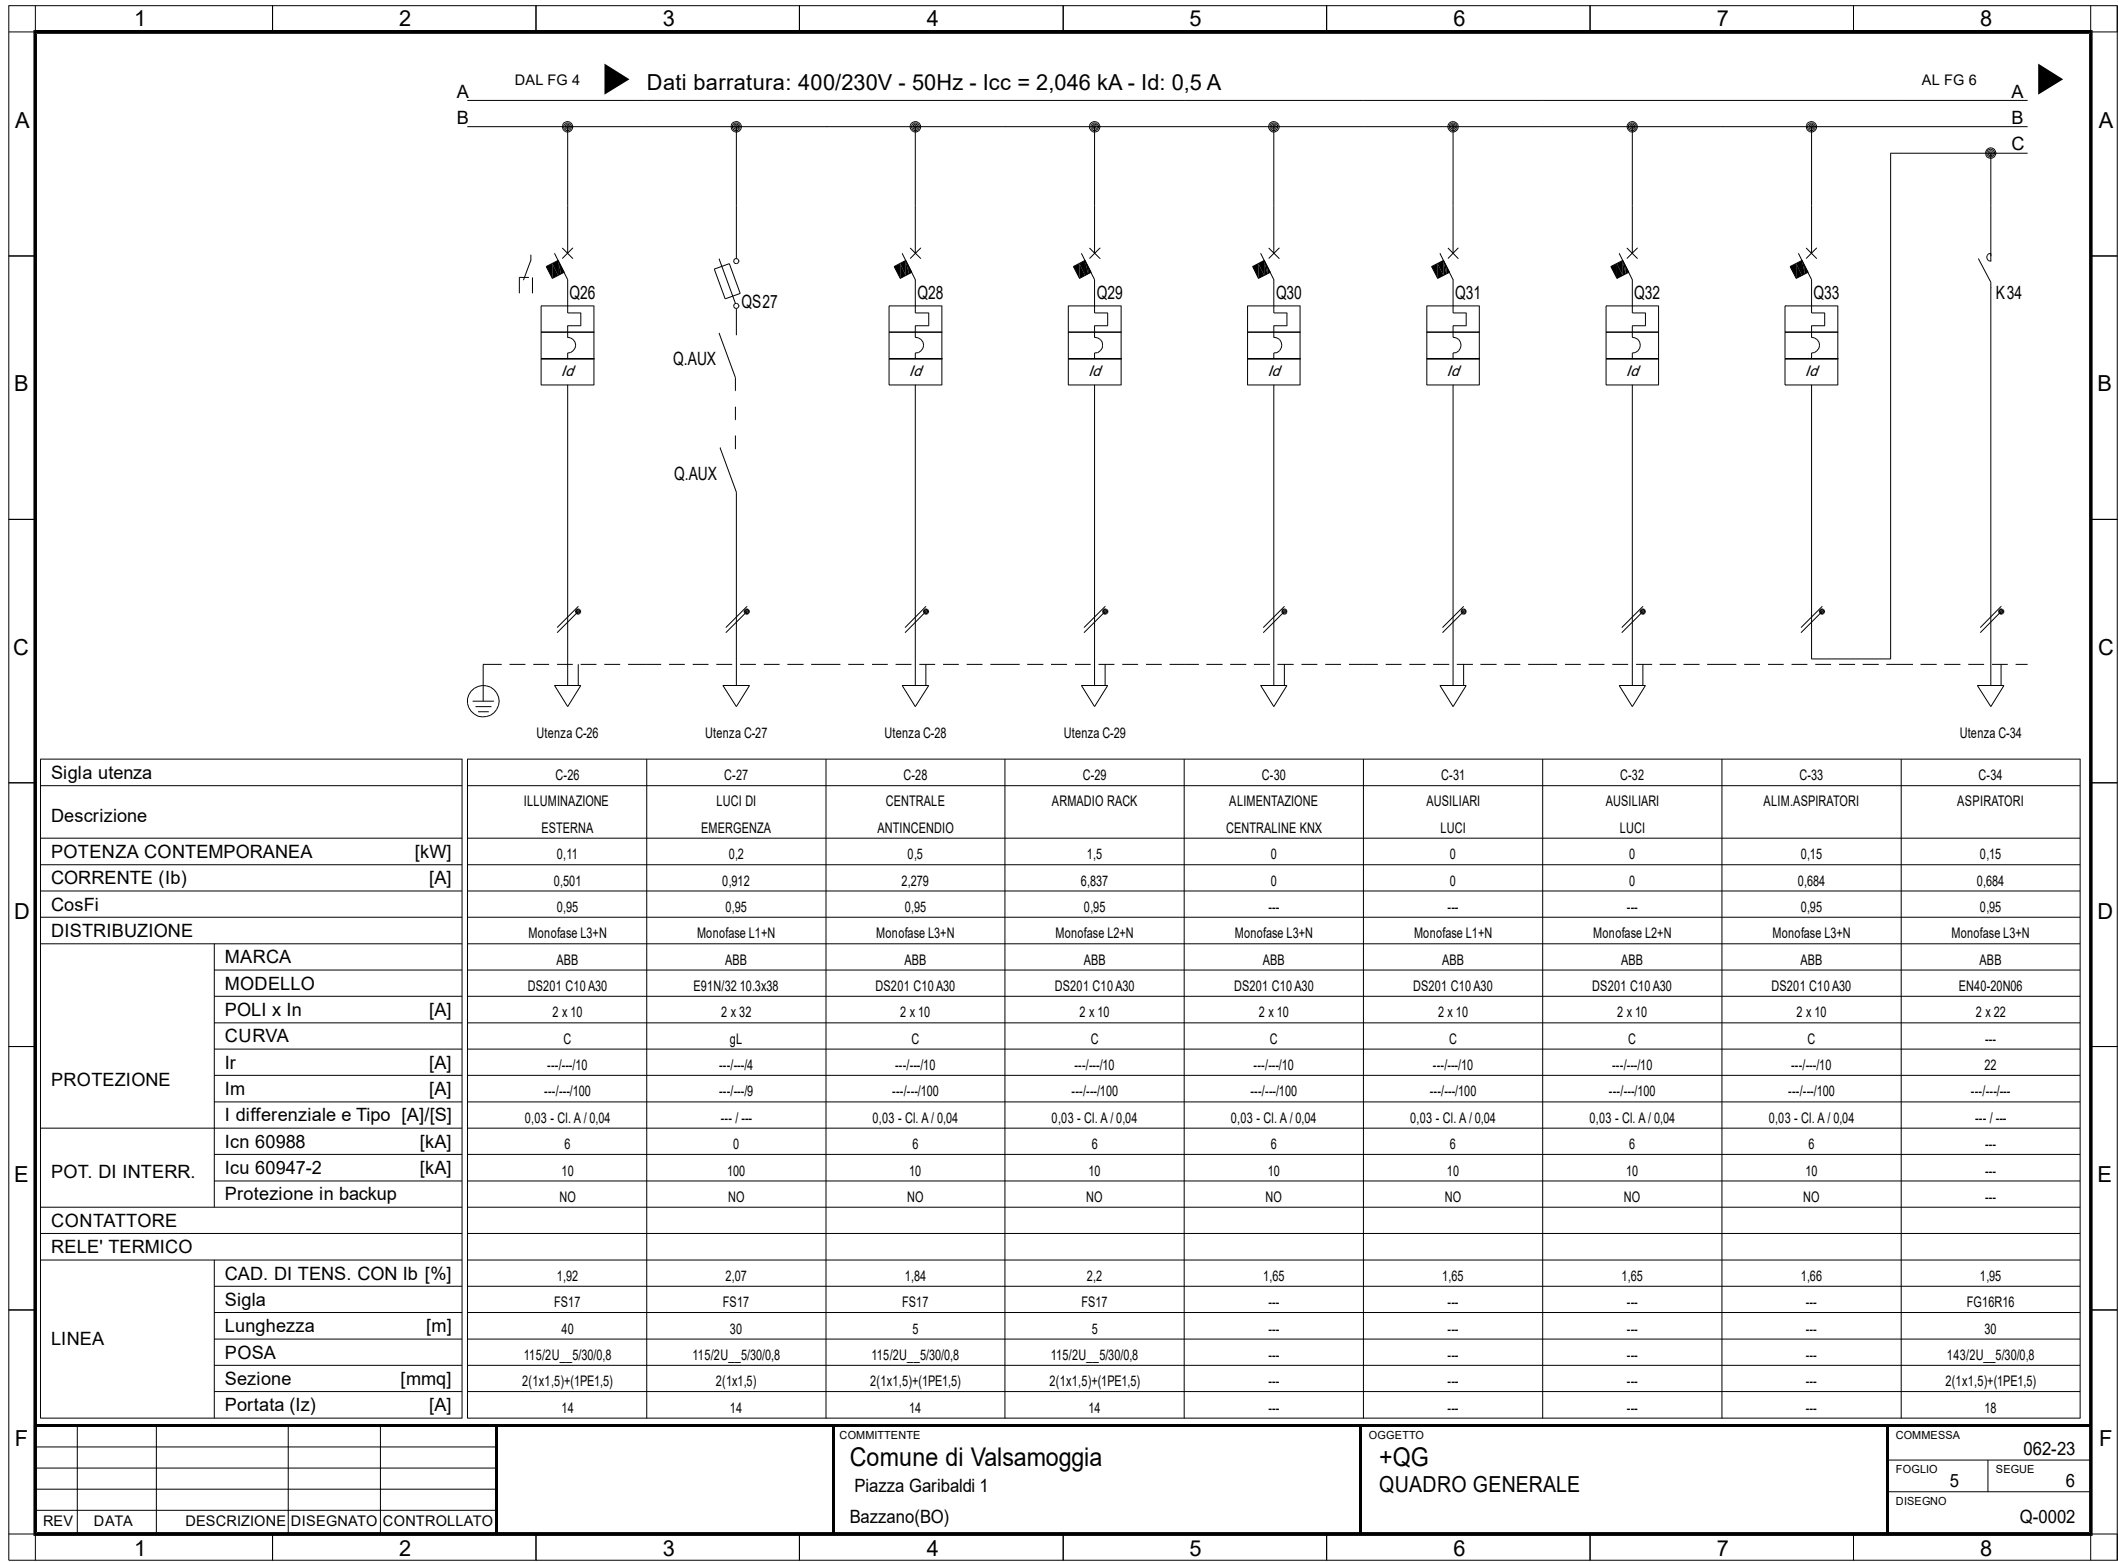 1 2 3 4 5 6 7 8
DAL FG 4 Dati barratura: 400/230V - 50Hz - Icc = 2,046 kA - Id: 0,5 A AL FG 6
A A
B B
C
A A
Q26 QS27 Q28 Q29 Q30 Q31 Q32 Q33 K34
Q.AUX
Id Id Id Id Id Id Id
B B
Q.AUX
C C
Utenza C-26 Utenza C-27 Utenza C-28 Utenza C-29 Utenza C-34
Sigla utenza C-26 C-27 C-28 C-29 C-30 C-31 C-32 C-33 C-34
Descrizione ILLUMINAZIONE LUCI DI CENTRALE ARMADIO RACK ALIMENTAZIONE AUSILIARI AUSILIARI ALIM.ASPIRATORI ASPIRATORI
ESTERNA EMERGENZA ANTINCENDIO CENTRALINE KNX LUCI LUCI
POTENZA CONTEMPORANEA [kW] 0,11 0,2 0,5 1,5 0 0 0 0,15 0,15
CORRENTE (Ib) [A] 0,501 0,912 2,279 6,837 0 0 0 0,684 0,684
D D
CosFi 0,95 0,95 0,95 0,95 --- --- --- 0,95 0,95
DISTRIBUZIONE Monofase L3+N Monofase L1+N Monofase L3+N Monofase L2+N Monofase L3+N Monofase L1+N Monofase L2+N Monofase L3+N Monofase L3+N
PROTEZIONE
MARCA ABB ABB ABB ABB ABB ABB ABB ABB ABB
MODELLO DS201 C10 A30 E91N/32 10.3x38 DS201 C10 A30 DS201 C10 A30 DS201 C10 A30 DS201 C10 A30 DS201 C10 A30 DS201 C10 A30 EN40-20N06
POLI x In [A] 2 x 10 2 x 32 2 x 10 2 x 10 2 x 10 2 x 10 2 x 10 2 x 10 2 x 22
CURVA C gL C C C C C C ---
Ir [A] ---/---/10 ---/---/4 ---/---/10 ---/---/10 ---/---/10 ---/---/10 ---/---/10 ---/---/10 22
Im [A] ---/---/100 ---/---/9 ---/---/100 ---/---/100 ---/---/100 ---/---/100 ---/---/100 ---/---/100 ---/---/---
I differenziale e Tipo [A]/[S] 0,03 - Cl. A / 0,04 --- / --- 0,03 - Cl. A / 0,04 0,03 - Cl. A / 0,04 0,03 - Cl. A / 0,04 0,03 - Cl. A / 0,04 0,03 - Cl. A / 0,04 0,03 - Cl. A / 0,04 --- / ---
E E
POT. DI INTERR.
Icn 60988 [kA] 6 0 6 6 6 6 6 6 ---
Icu 60947-2 [kA] 10 100 10 10 10 10 10 10 ---
Protezione in backup NO NO NO NO NO NO NO NO ---
CONTATTORE
RELE' TERMICO
LINEA
CAD. DI TENS. CON Ib [%] 1,92 2,07 1,84 2,2 1,65 1,65 1,65 1,66 1,95
Sigla FS17 FS17 FS17 FS17 --- --- --- --- FG16R16
Lunghezza [m] 40 30 5 5 --- --- --- --- 30
POSA 115/2U__5/30/0,8 115/2U__5/30/0,8 115/2U__5/30/0,8 115/2U__5/30/0,8 --- --- --- --- 143/2U__5/30/0,8
Sezione [mmq] 2(1x1,5)+(1PE1,5) 2(1x1,5) 2(1x1,5)+(1PE1,5) 2(1x1,5)+(1PE1,5) --- --- --- --- 2(1x1,5)+(1PE1,5)
Portata (Iz) [A] 14 14 14 14 --- --- --- --- 18
F F
COMMITTENTE
Comune di Valsamoggia
Piazza Garibaldi 1
Bazzano(BO)
OGGETTO
+QG
QUADRO GENERALE
COMMESSA
062-23
FOGLIO 5 SEGUE 6
DISEGNO
Q-0002
REV DATA DESCRIZIONE DISEGNATO CONTROLLATO
1 2 3 4 5 6 7 8